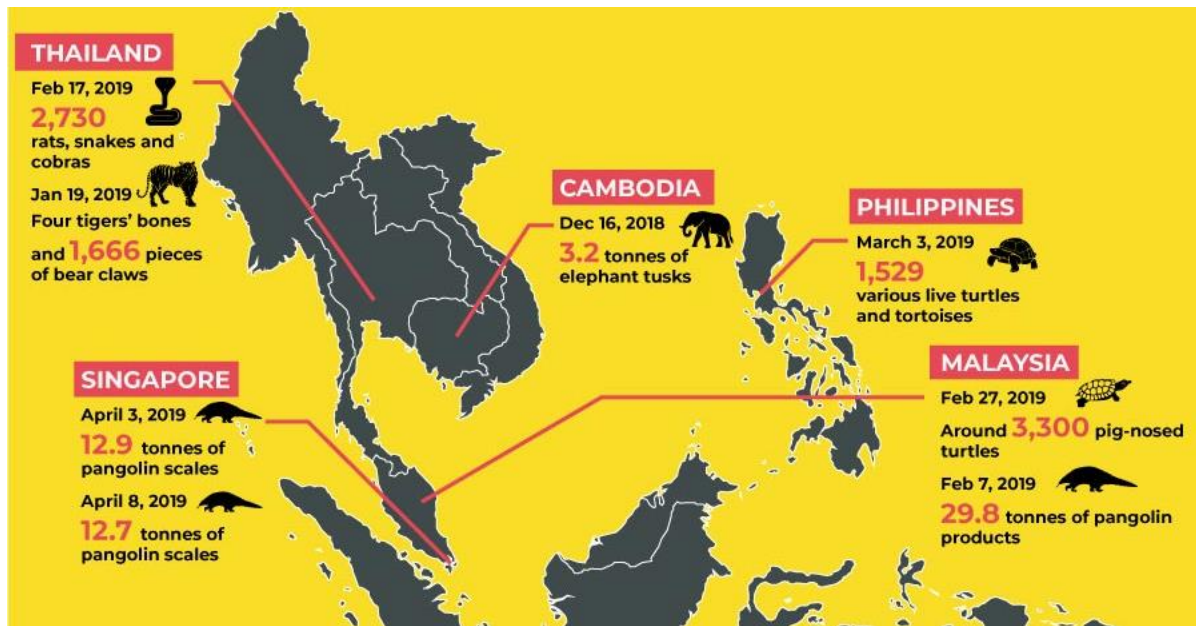 THAILAND
Feb 17, 2019
2,730
rats, snakes and
cobras
Jan 19, 2019
Four tigers’ bones
and 1,666 pieces
of bear claws
CAMBODIA
Dec 16, 2018
3.2 tonnes of
elephant tusks
PHILIPPINES
March 3, 2019
1,529
various live turtles
and tortoises
SINGAPORE
April 3, 2019
12.9 tonnes of
pangolin scales
April 8, 2019
12.7 tonnes of
pangolin scales
MALAYSIA
Feb 27, 2019
Around 3,300 pig-nosed
turtles
Feb 7, 2019
29.8 tonnes of pangolin
products